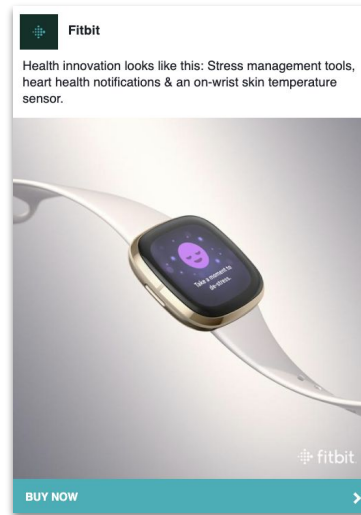 Fitbit
Health innovation looks like this: Stress management tools,
heart health notifications & an on-wrist skin temperature
sensor.
Take a moment to
de-stress.
fitbit
BUY NOW